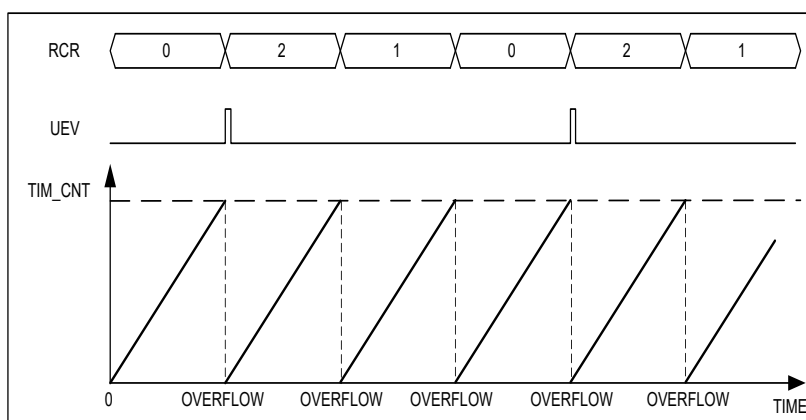 RCR 0 2 1 0 2 1
UEV
TIM_CNT
0 OVERFLOW OVERFLOW OVERFLOW OVERFLOW OVERFLOW TIME